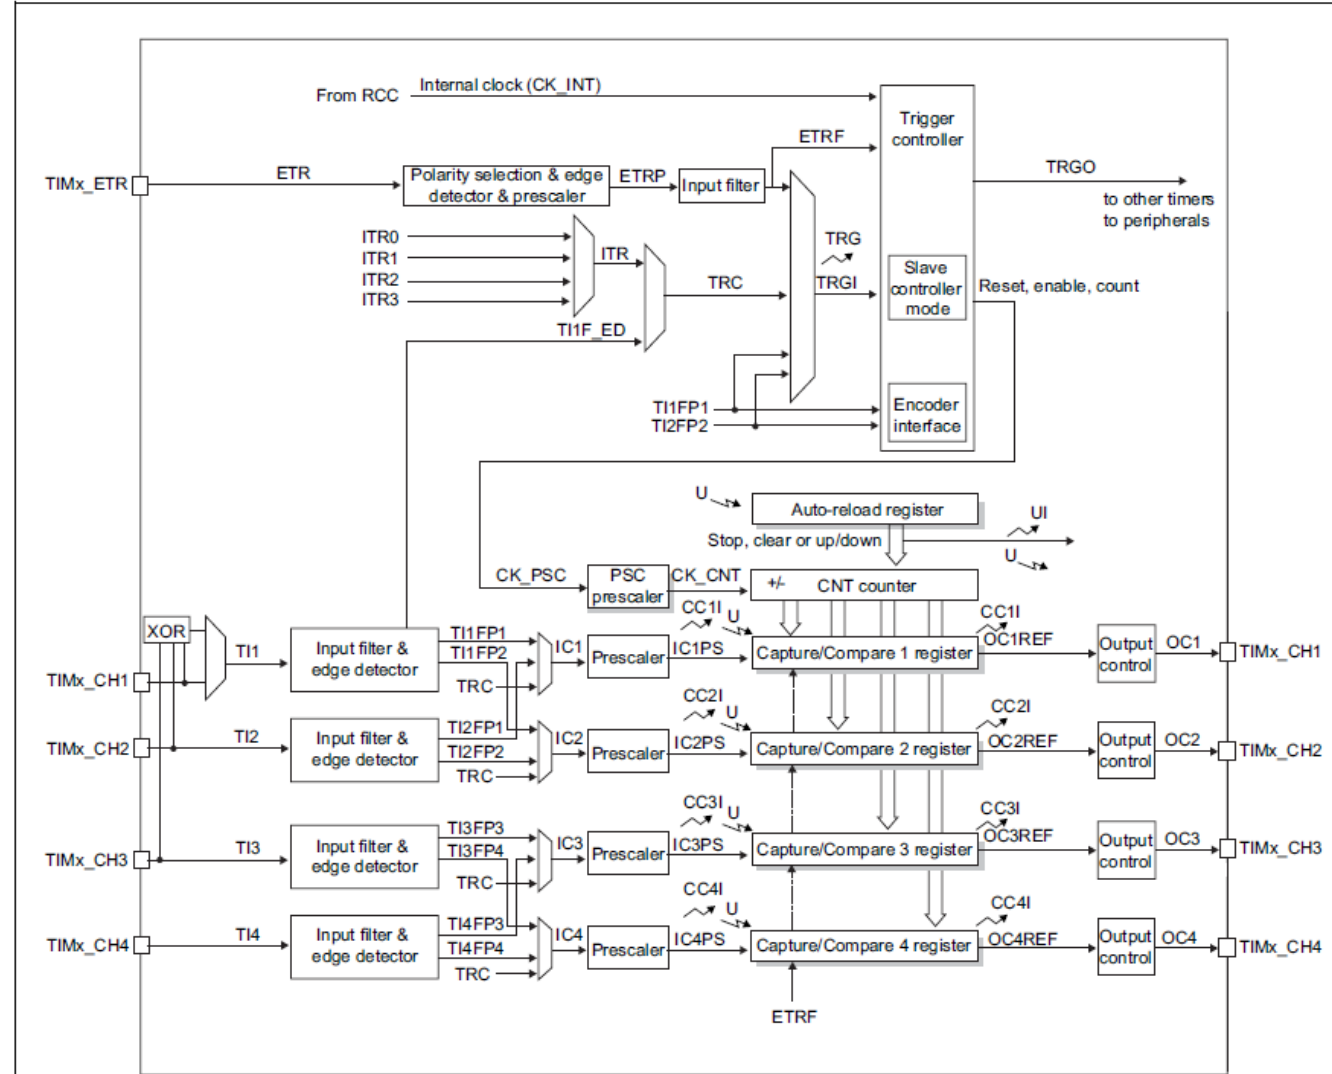 From RCC
Internal clock (CK_INT)
Trigger
controller
ETRF
TIMx_ETR
ETR
Polarity selection & edge
detector & prescaler
ETRP
Input filter
TRGO
to other timers
to peripherals
ITR0
ITR1
ITR2
ITR3
ITR
TRC
TRG
TRGI
Slave
controller
mode
Reset, enable, count
TI1F_ED
TI1FP1
TI2FP2
Encoder
interface
U
Auto-reload register
UI
Stop, clear or up/down
U
CK_PSC
PSC
prescaler
CK_CNT
+/-
CNT counter
XOR
TI1
TIMx_CH1
Input filter &
edge detector
TI1FP1
TI1FP2
TRC
IC1
Prescaler
IC1PS
CC1I
U
Capture/Compare 1 register
CC1I
OC1REF
Output
control
OC1
TIMx_CH1
TIMx_CH2
TI2
Input filter &
edge detector
TI2FP1
TI2FP2
TRC
IC2
Prescaler
IC2PS
CC2I
U
Capture/Compare 2 register
CC2I
OC2REF
Output
control
OC2
TIMx_CH2
TIMx_CH3
TI3
Input filter &
edge detector
TI3FP3
TI3FP4
TRC
IC3
Prescaler
IC3PS
CC3I
U
Capture/Compare 3 register
CC3I
OC3REF
Output
control
OC3
TIMx_CH3
TIMx_CH4
TI4
Input filter &
edge detector
TI4FP3
TI4FP4
TRC
IC4
Prescaler
IC4PS
CC4I
U
Capture/Compare 4 register
CC4I
OC4REF
Output
control
OC4
TIMx_CH4
ETRF